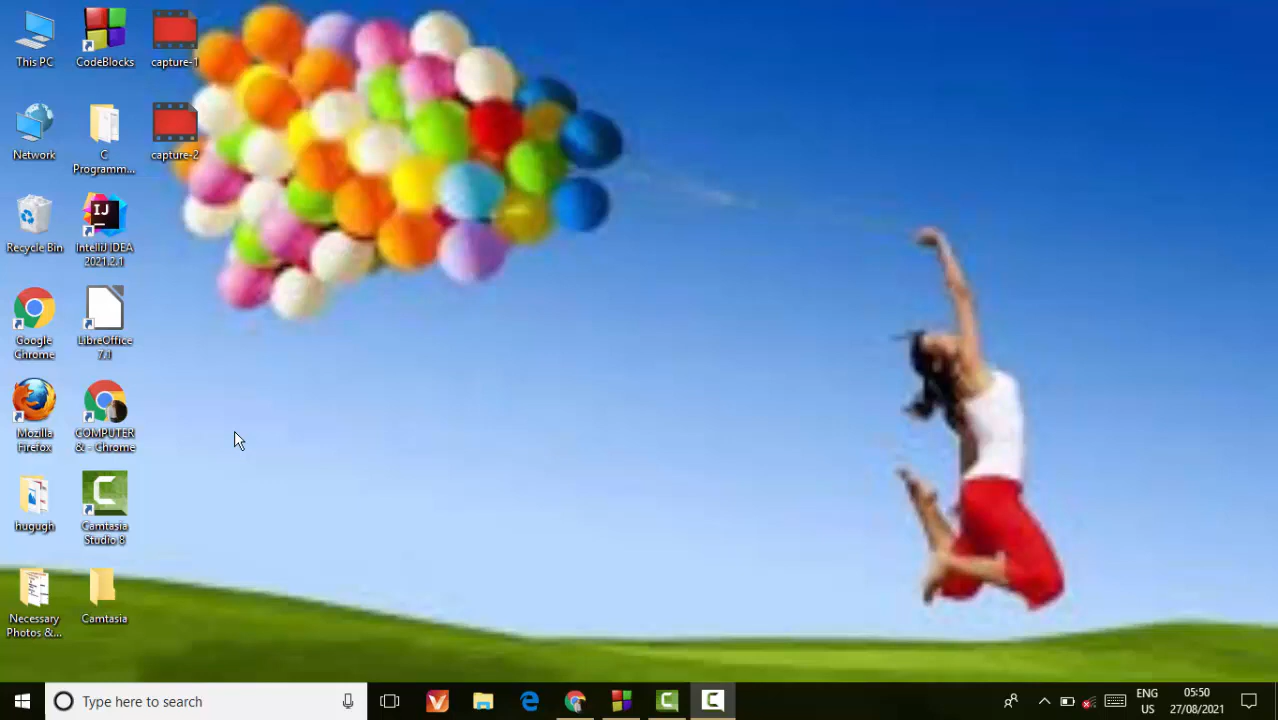 This PC
CodeBlocks
capture-1
Network
C
Programm...
capture-2
Recycle Bin
IJ
IntelliJ IDEA
2021.2.1
Google
Chrome
LibreOffice
7.1
Mozilla
Firefox
COMPUTER
& - Chrome
hugugh
Camtasia
Studio 8
Necessary
Photos &...
Camtasia
Type here to search
ENG
US
05:50
27/08/2021